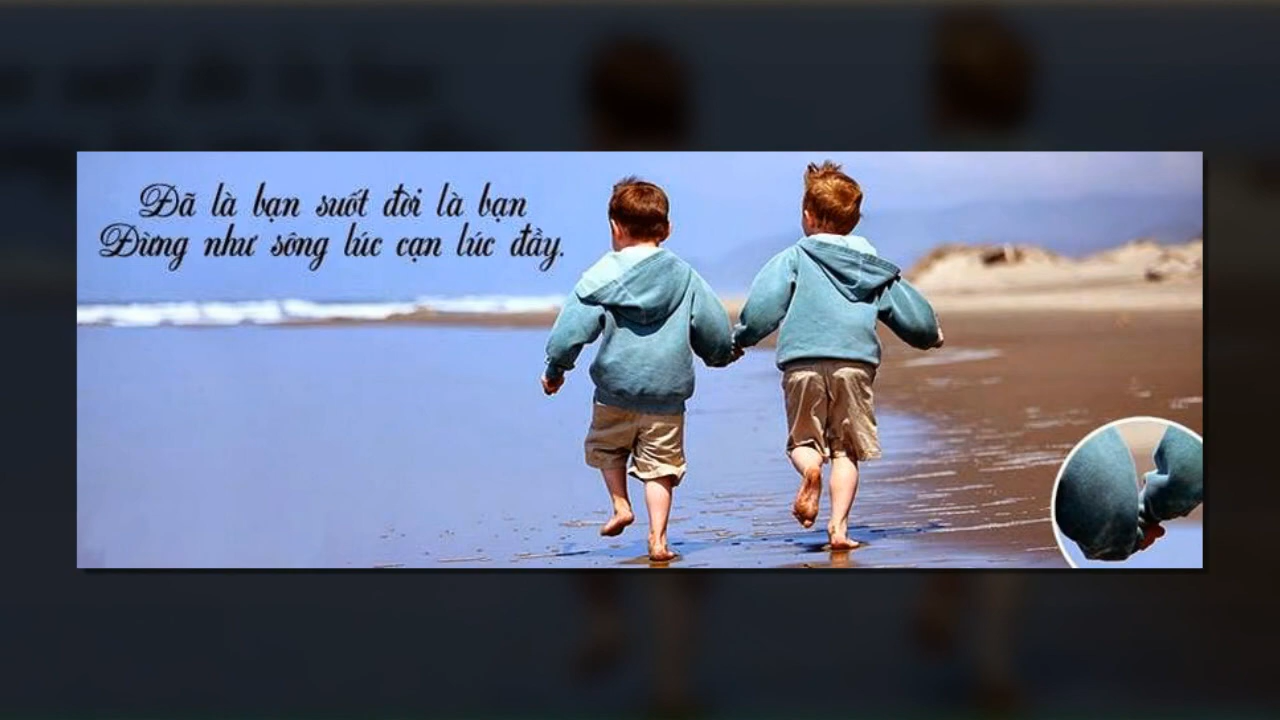 Đã là bạn suốt đời là bạn
Đừng như sông lúc cạn lúc đầy.